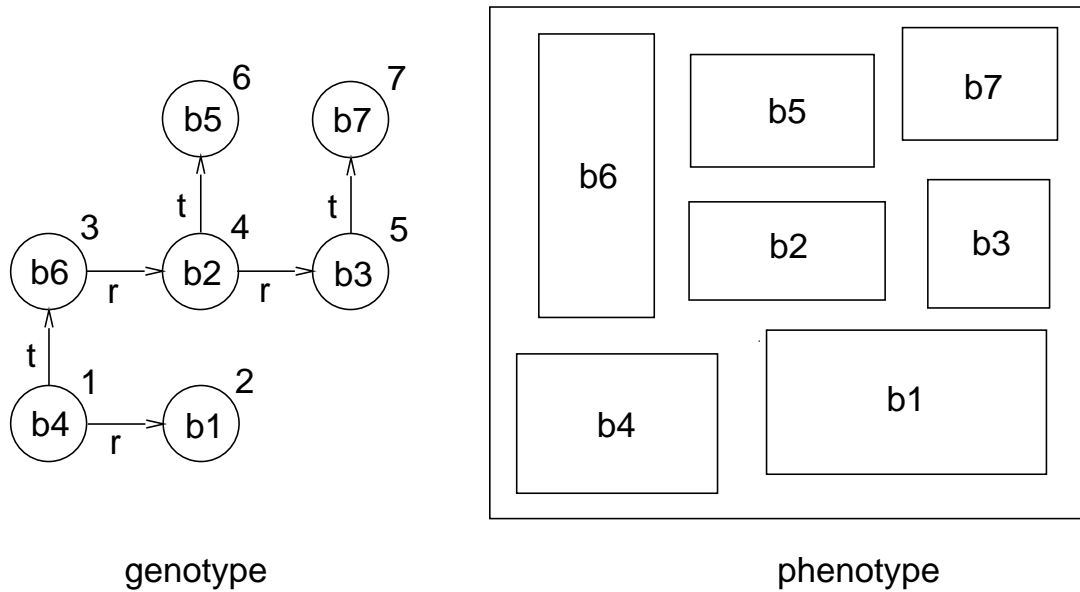 6 7
b5 b7
t t
3 4 5
b6 r b2 r b3
t
1 2
b4 r b1
genotype
b7
b5
b6
b3
b2
b1
b4
phenotype